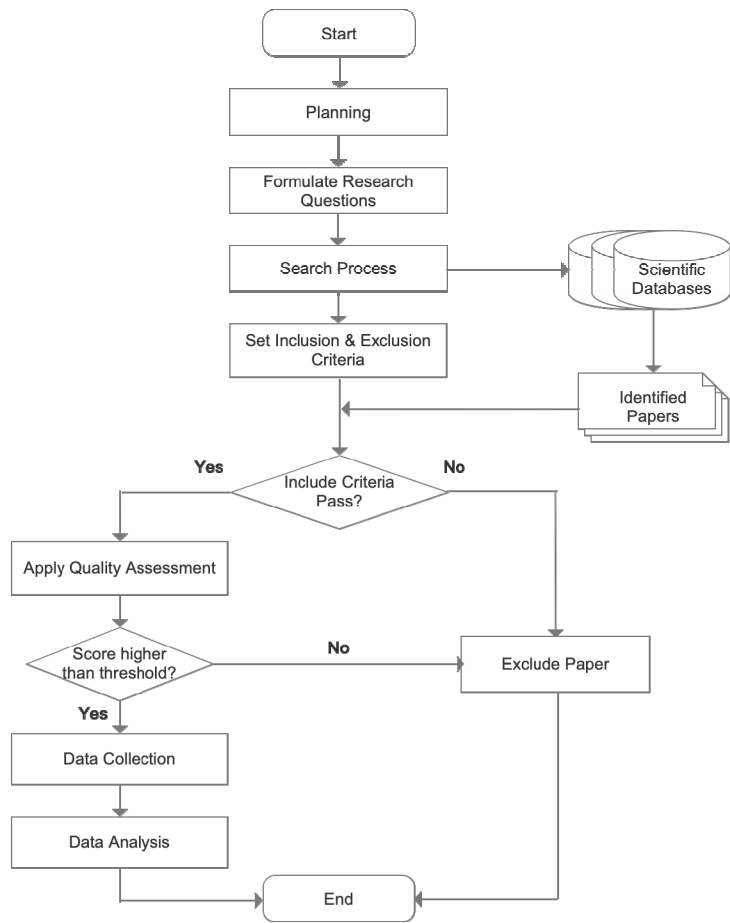 Start
Planning
Formulate Research
Questions
Search Process
Scientific
Databases
Set Inclusion & Exclusion
Criteria
Identified
Papers
Yes
No
Include Criteria
Pass?
Apply Quality Assessment
Score higher
than threshold?
No
Exclude Paper
Yes
Data Collection
Data Analysis
End